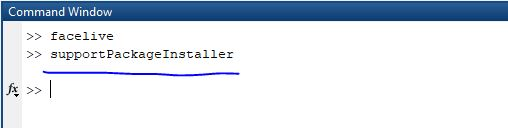 Command Window
>> facelive
>> supportPackageInstaller
fx >>